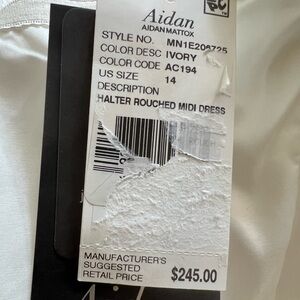 Aidan
AIDAN MATTOX
STYLE NO. MN1E206725
COLOR DESC IVORY
COLOR CODE AC194
US SIZE 14
DESCRIPTION
HALTER ROUCHED MIDI DRESS
MANUFACTURER'S
SUGGESTED
RETAIL PRICE $245.00